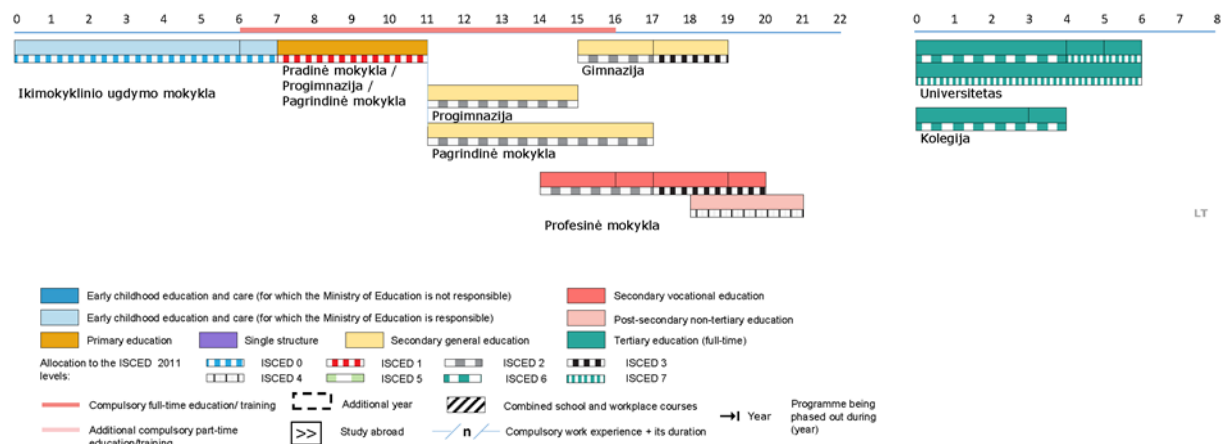 0 1 2 3 4 5 6 7 8 9 10 11 12 13 14 15 16 17 18 19 20 21 22
0 1 2 3 4 5 6 7 8
Ikimokyklinio ugdymo mokykla
Pradinė mokykla /
Progimnazija /
Pagrindinė mokykla
Gimnazija
Progimnazija
Pagrindinė mokykla
Profesinė mokykla
Universitetas
Kolegija
LT
Early childhood education and care (for which the Ministry of Education is not responsible)
Secondary vocational education
Early childhood education and care (for which the Ministry of Education is responsible)
Post-secondary non-tertiary education
Primary education
Single structure
Secondary general education
Tertiary education (full-time)
Allocation to the ISCED 2011
levels:
ISCED 0
ISCED 1
ISCED 2
ISCED 3
ISCED 4
ISCED 5
ISCED 6
ISCED 7
Compulsory full-time education/ training
Additional year
Combined school and workplace courses
Year
Programme being
phased out during
(year)
Additional compulsory part-time
education/training
>> Study abroad
n Compulsory work experience + its duration